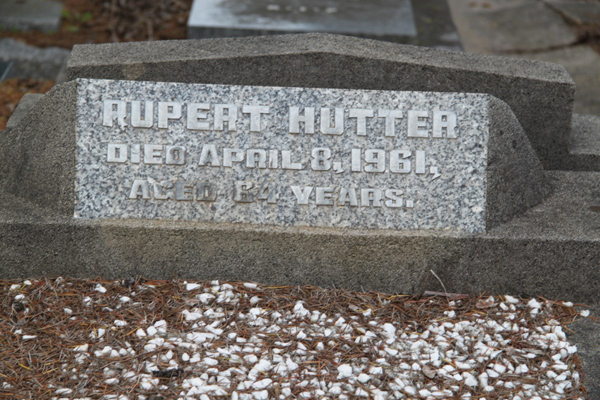 RUPERT HUTTER
DIED APRIL 8, 1961,
AGED 64 YEARS.